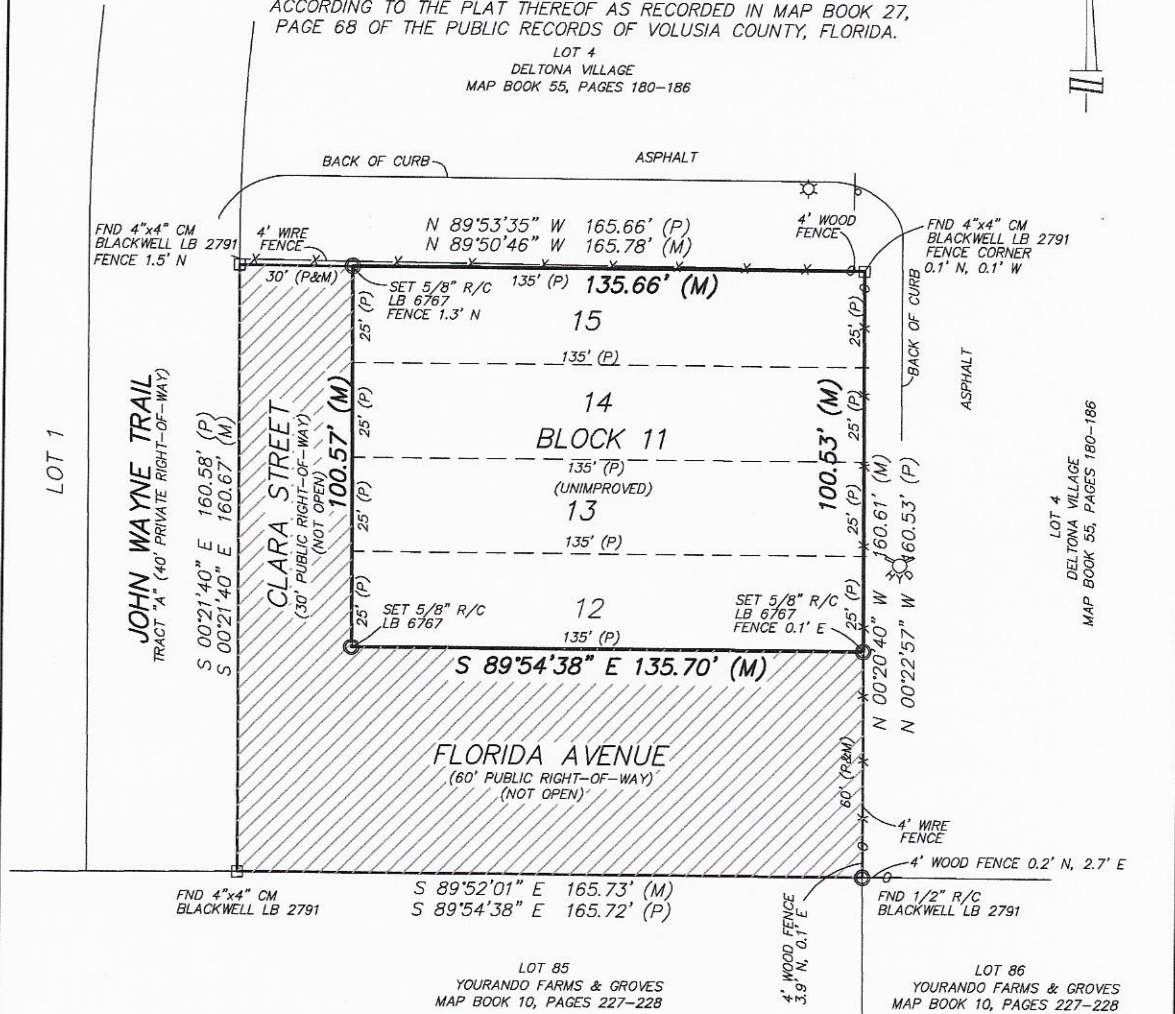 ACCORDING TO THE PLAT THEREOF AS RECORDED IN MAP BOOK 27,
PAGE 68 OF THE PUBLIC RECORDS OF VOLUSIA COUNTY, FLORIDA.
LOT 4
DELTONA VILLAGE
MAP BOOK 55, PAGES 180-186
BACK OF CURB
ASPHALT
FND 4"x4" CM
BLACKWELL LB 2791
FENCE 1.5' N
4' WIRE
FENCE
N 89°53'35" W 165.66' (P)
N 89°50'46" W 165.78' (M)
4' WOOD
FENCE
FND 4"x4" CM
BLACKWELL LB 2791
FENCE CORNER
0.1' N, 0.1' W
30' (P&M)
SET 5/8" R/C
LB 6767
FENCE 1.3' N
135' (P)
135.66' (M)
25' (P)
15
25' (P)
BACK OF CURB
ASPHALT
135' (P)
LOT 1
JOHN WAYNE TRAIL
TRACT "A" (40' PRIVATE RIGHT-OF-WAY)
S 00°21'40" E 160.58' (P)
S 00°21'40" E 160.67' (M)
CLARA STREET
(30' PUBLIC RIGHT-OF-WAY)
(NOT OPEN)
100.57' (M)
25' (P)
14
BLOCK 11
100.53' (M)
25' (P)
135' (P)
(UNIMPROVED)
25' (P)
13
25' (P)
135' (P)
N 00°20'40" W 160.61' (M)
N 00°22'57" W 160.53' (P)
LOT 4
DELTONA VILLAGE
MAP BOOK 55, PAGES 180-186
25' (P)
SET 5/8" R/C
LB 6767
12
135' (P)
SET 5/8" R/C
LB 6767
FENCE 0.1' E
25' (P)
S 89°54'38" E 135.70' (M)
FLORIDA AVENUE
(60' PUBLIC RIGHT-OF-WAY)
(NOT OPEN)
60' (P&M)
4' WIRE
FENCE
4' WOOD FENCE 0.2' N, 2.7' E
FND 4"x4" CM
BLACKWELL LB 2791
S 89°52'01" E 165.73' (M)
S 89°54'38" E 165.72' (P)
4' WOOD FENCE
3.9' N, 0.1' E
FND 1/2" R/C
BLACKWELL LB 2791
LOT 85
YOURANDO FARMS & GROVES
MAP BOOK 10, PAGES 227-228
LOT 86
YOURANDO FARMS & GROVES
MAP BOOK 10, PAGES 227-228